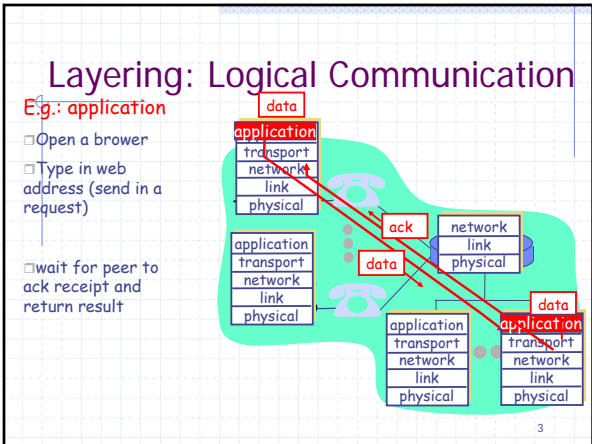 Layering: Logical Communication
E.g.: application
Open a brower
Type in web
address (send in a
request)
wait for peer to
ack receipt and
return result
data
application
transport
network
link
physical
application
transport
network
link
physical
ack
data
network
link
physical
application
transport
network
link
physical
data
application
transport
network
link
physical
3